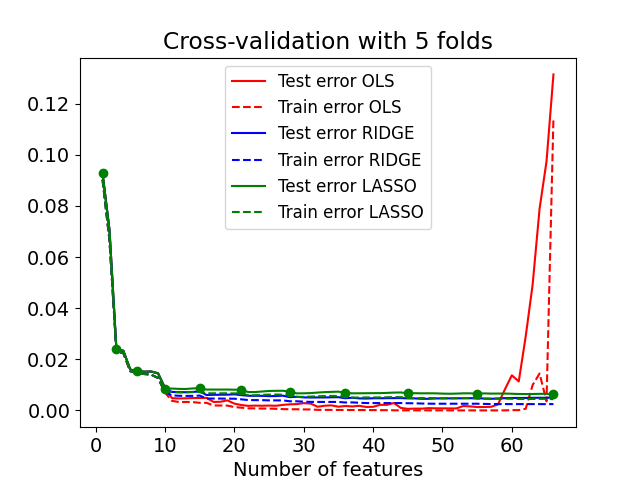 Cross-validation with 5 folds
Test error OLS
Train error OLS
Test error RIDGE
Train error RIDGE
Test error LASSO
Train error LASSO
0.12
0.10
0.08
0.06
0.04
0.02
0.00
0 10 20 30 40 50 60
Number of features